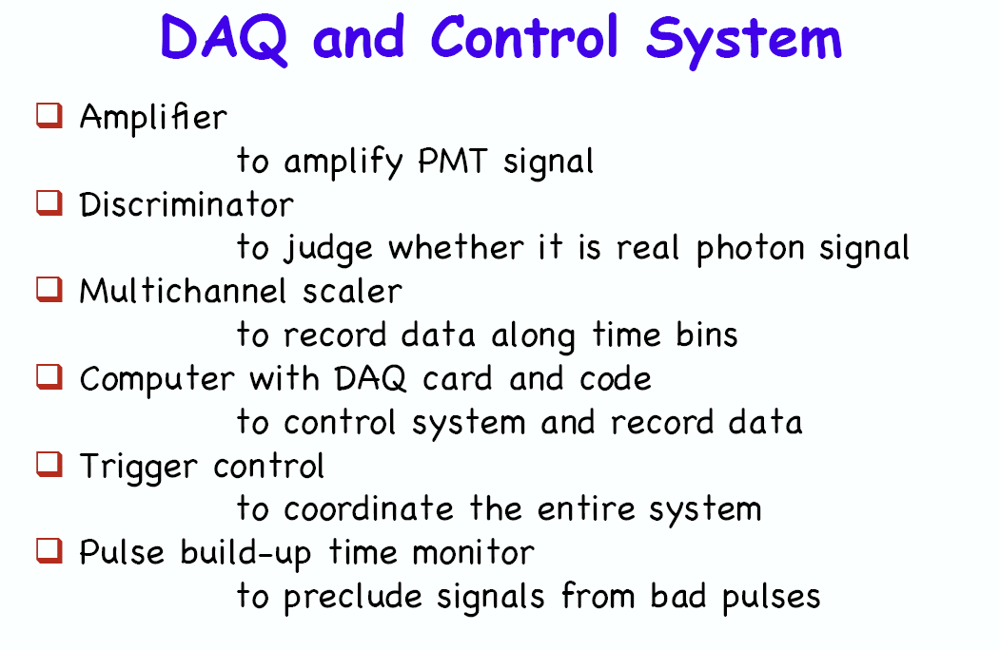 DAQ and Control System
Amplifier
to amplify PMT signal
Discriminator
to judge whether it is real photon signal
Multichannel scaler
to record data along time bins
Computer with DAQ card and code
to control system and record data
Trigger control
to coordinate the entire system
Pulse build-up time monitor
to preclude signals from bad pulses